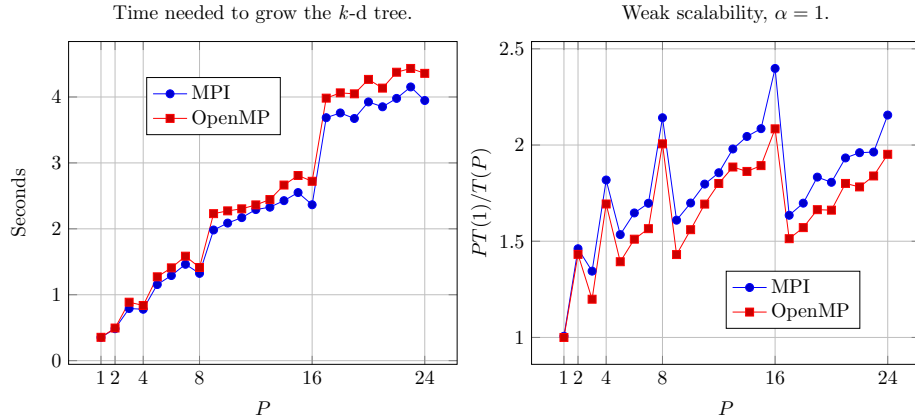 Time needed to grow the k-d tree.
4
3
2
1
0
Seconds
MPI
OpenMP
1 2 4 8 16 24
P
Weak scalability, α = 1.
2.5
2
1.5
1
PT(1)/T(P)
MPI
OpenMP
1 2 4 8 16 24
P